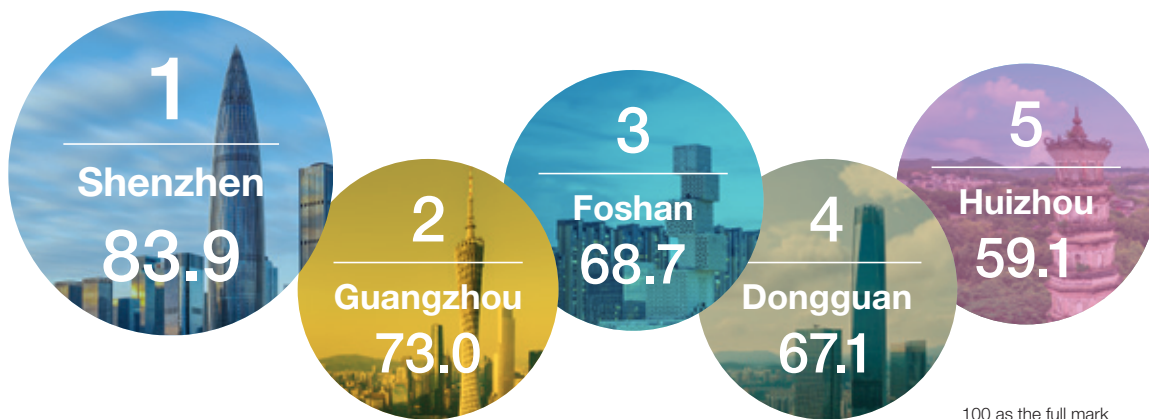 1
Shenzhen
83.9
2
Guangzhou
73.0
3
Foshan
68.7
4
Dongguan
67.1
5
Huizhou
59.1
100 as the full mark